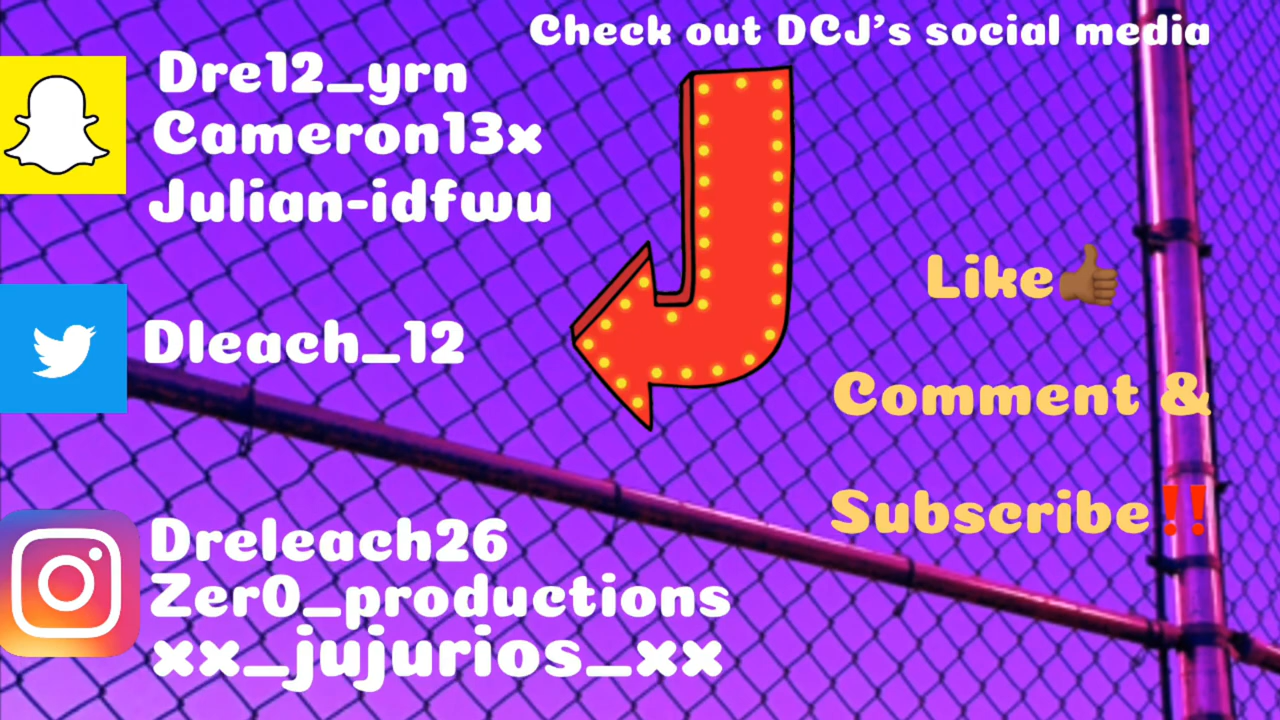 Check out DCJ's social media
Dre12_yrn
Cameron13x
Julian-idfwu
Dleach_12
Dreleach26
Zer0_productions
xx_jujurios_xx
Like👍🏾
Comment &
Subscribe‼️